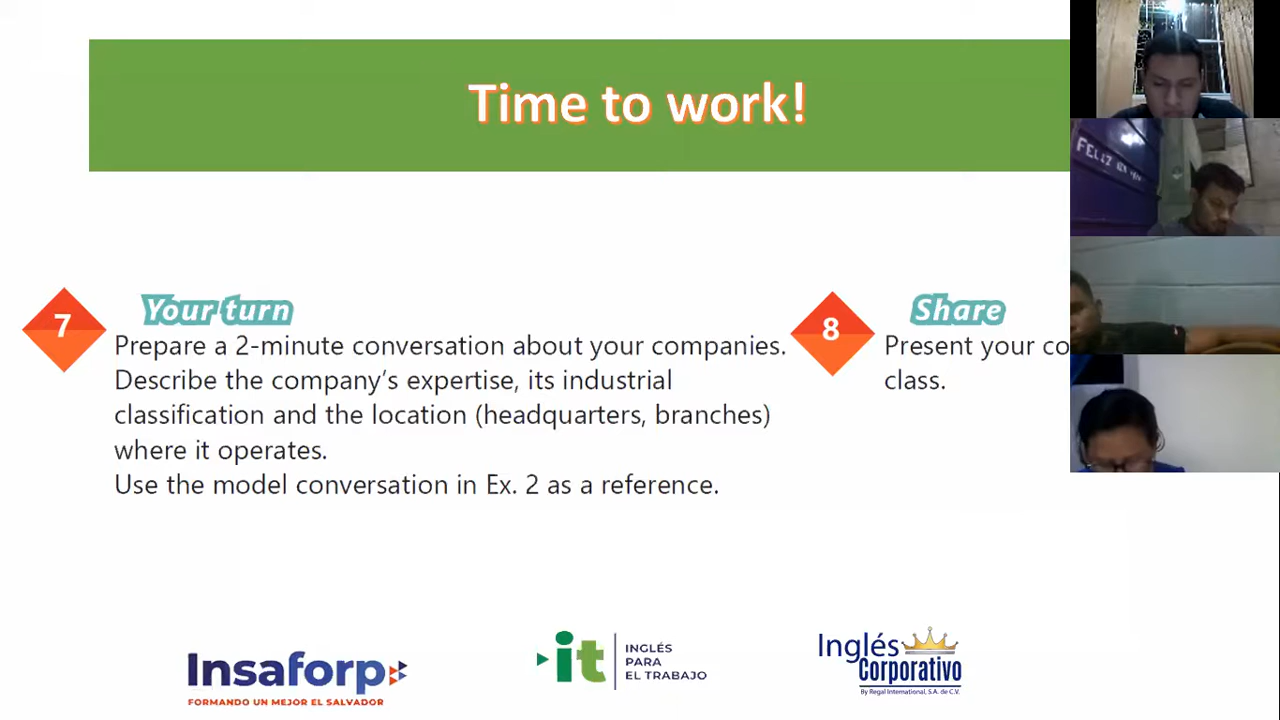 Time to work!
7
Your turn
Prepare a 2-minute conversation about your companies.
Describe the company's expertise, its industrial
classification and the location (headquarters, branches)
where it operates.
Use the model conversation in Ex. 2 as a reference.
8
Share
Present your co
class.
FELIZ
Insaforp
FORMANDO UN MEJOR EL SALVADOR
it
INGLÉS
PARA
EL TRABAJO
Inglés
Corporativo
By Regal International, S.A. de C.V.